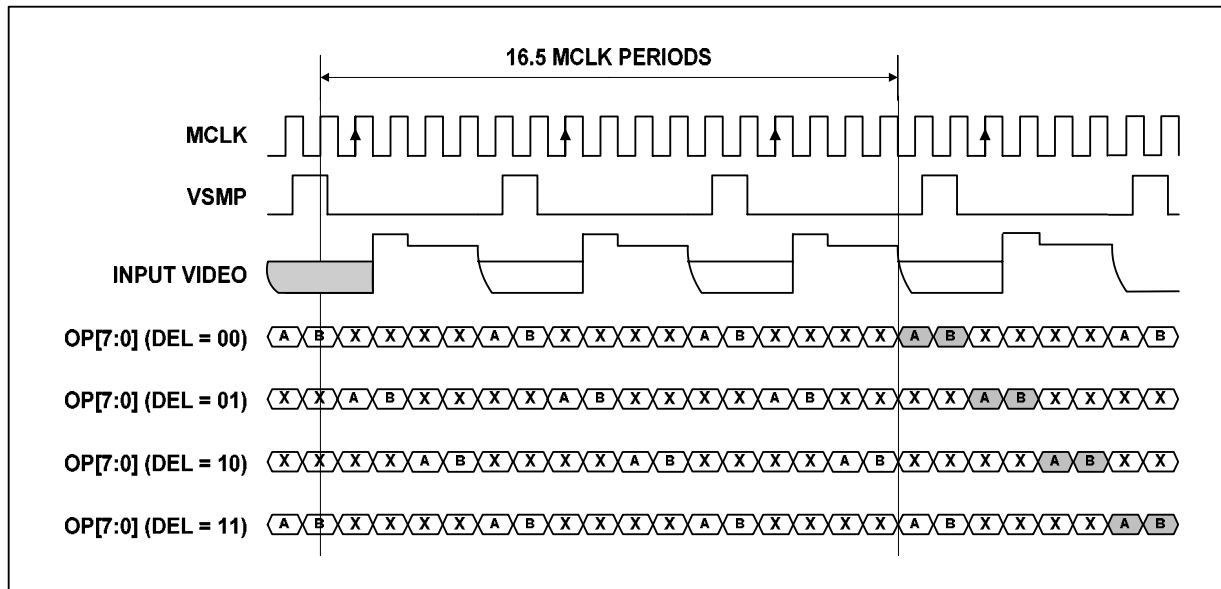 16.5 MCLK PERIODS
MCLK
VSMP
INPUT VIDEO
OP[7:0] (DEL = 00) A B X X X X A B X X X X A B X X X X A B X X X X A B
OP[7:0] (DEL = 01) X X A B X X X X A B X X X X A B X X X X A B X X X X
OP[7:0] (DEL = 10) X X X X A B X X X X A B X X X X A B X X X X A B X X
OP[7:0] (DEL = 11) A B X X X X A B X X X X A B X X X X A B X X X X A B